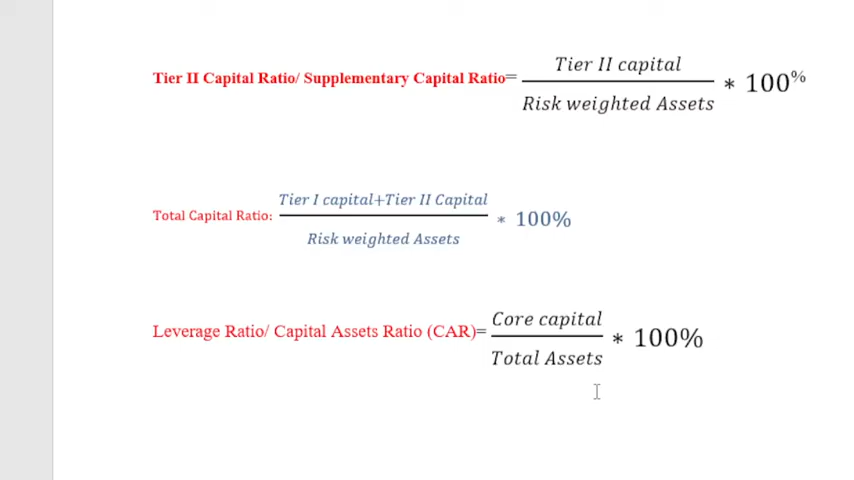 Tier II Capital Ratio/ Supplementary Capital Ratio= Tier II capital / Risk weighted Assets * 100%
Total Capital Ratio: Tier I capital+Tier II Capital / Risk weighted Assets * 100%
Leverage Ratio/ Capital Assets Ratio (CAR)= Core capital / Total Assets * 100%